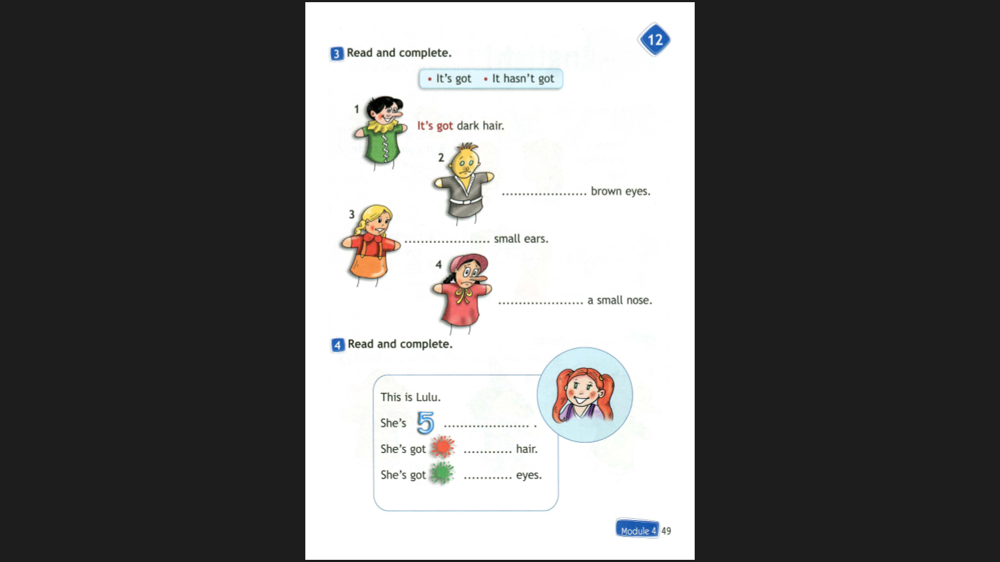 12
3 Read and complete.
• It's got • It hasn't got
1
It's got dark hair.
2
..................... brown eyes.
3
..................... small ears.
4
..................... a small nose.
4 Read and complete.
This is Lulu.
She's 5 ..................... .
She's got ............ hair.
She's got ............ eyes.
Module 4 49